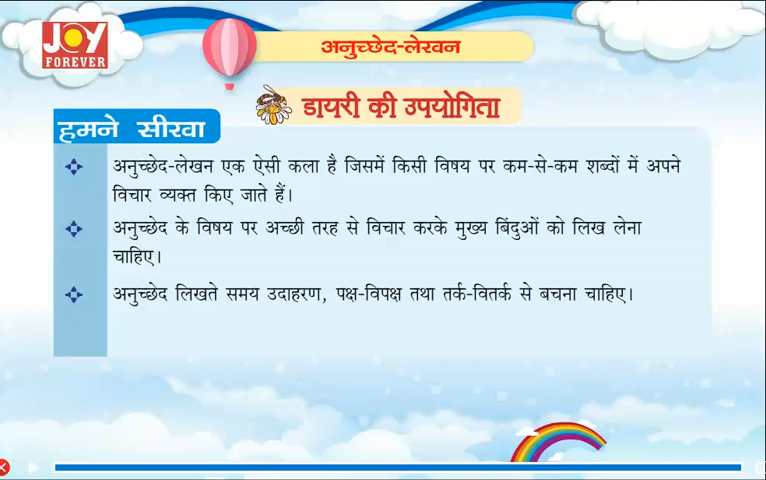 JOY
FOREVER
अनुच्छेद-लेखन
डायरी की उपयोगिता
हमने सीखा
अनुच्छेद-लेखन एक ऐसी कला है जिसमें किसी विषय पर कम-से-कम शब्दों में अपने
विचार व्यक्त किए जाते हैं।
अनुच्छेद के विषय पर अच्छी तरह से विचार करके मुख्य बिंदुओं को लिख लेना
चाहिए।
अनुच्छेद लिखते समय उदाहरण, पक्ष-विपक्ष तथा तर्क-वितर्क से बचना चाहिए।